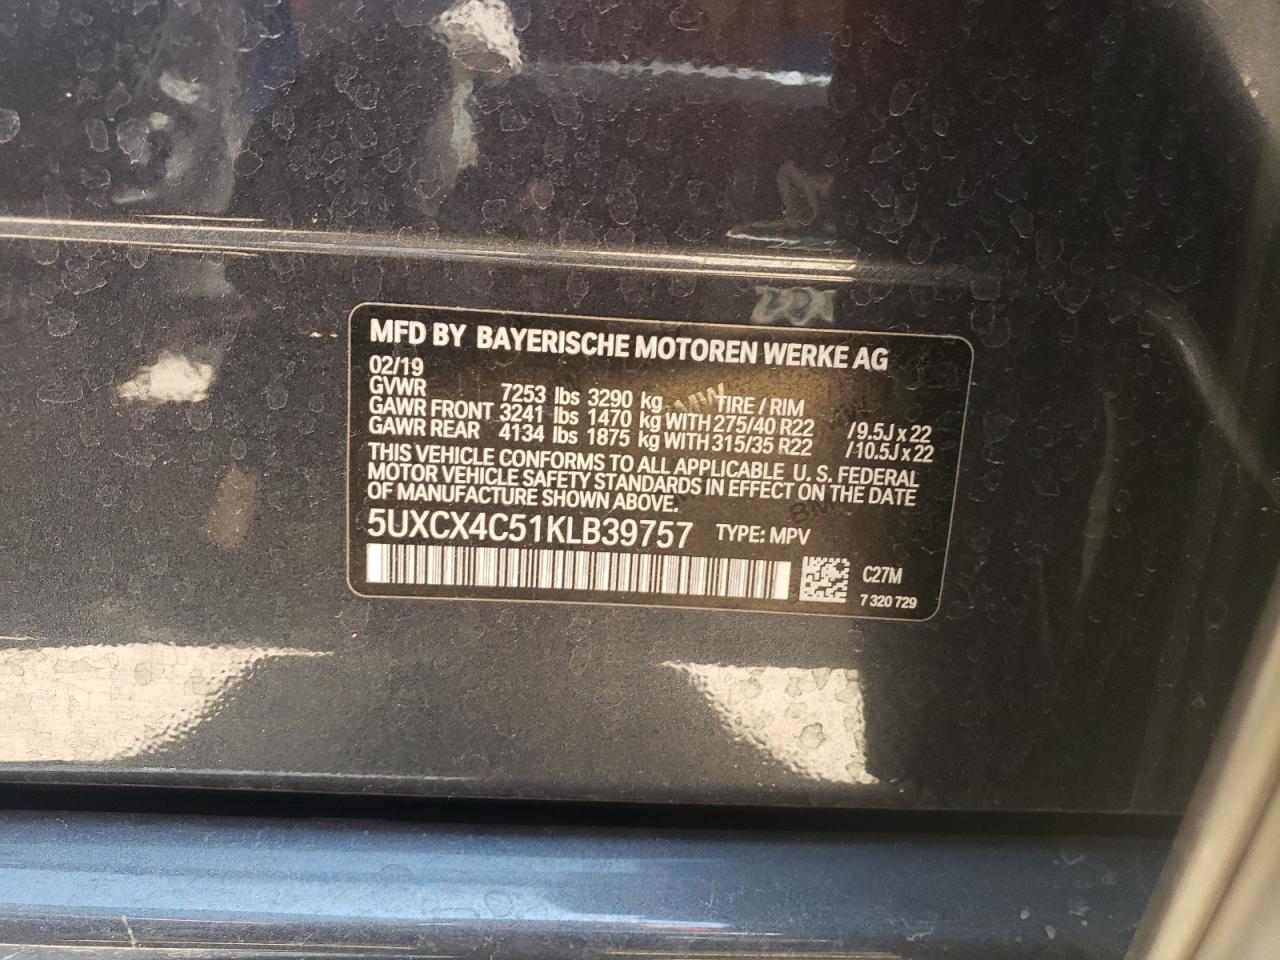 MFD BY BAYERISCHE MOTOREN WERKE AG
02/19
GVWR 7253 lbs 3290 kg TIRE / RIM
GAWR FRONT 3241 lbs 1470 kg WITH 275/40 R22 /9.5J x 22
GAWR REAR 4134 lbs 1875 kg WITH 315/35 R22 /10.5J x 22
THIS VEHICLE CONFORMS TO ALL APPLICABLE U. S. FEDERAL
MOTOR VEHICLE SAFETY STANDARDS IN EFFECT ON THE DATE
OF MANUFACTURE SHOWN ABOVE.
5UXCX4C51KLB39757 TYPE: MPV
C27M
7 320 729